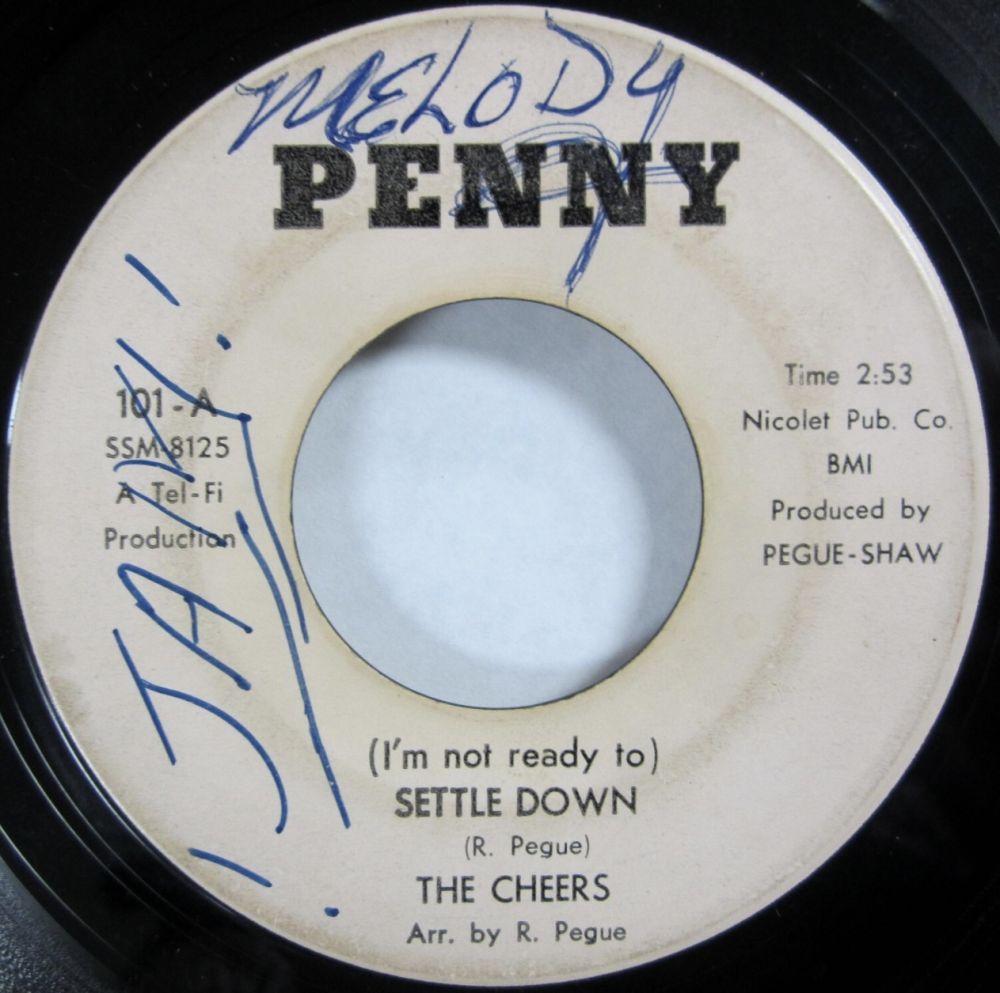 MELODY
PENNY
101-A
SSM-8125
A Tel-Fi
Production
Time 2:53
Nicolet Pub. Co.
BMI
Produced by
PEGUE-SHAW
(I'm not ready to)
SETTLE DOWN
(R. Pegue)
THE CHEERS
Arr. by R. Pegue